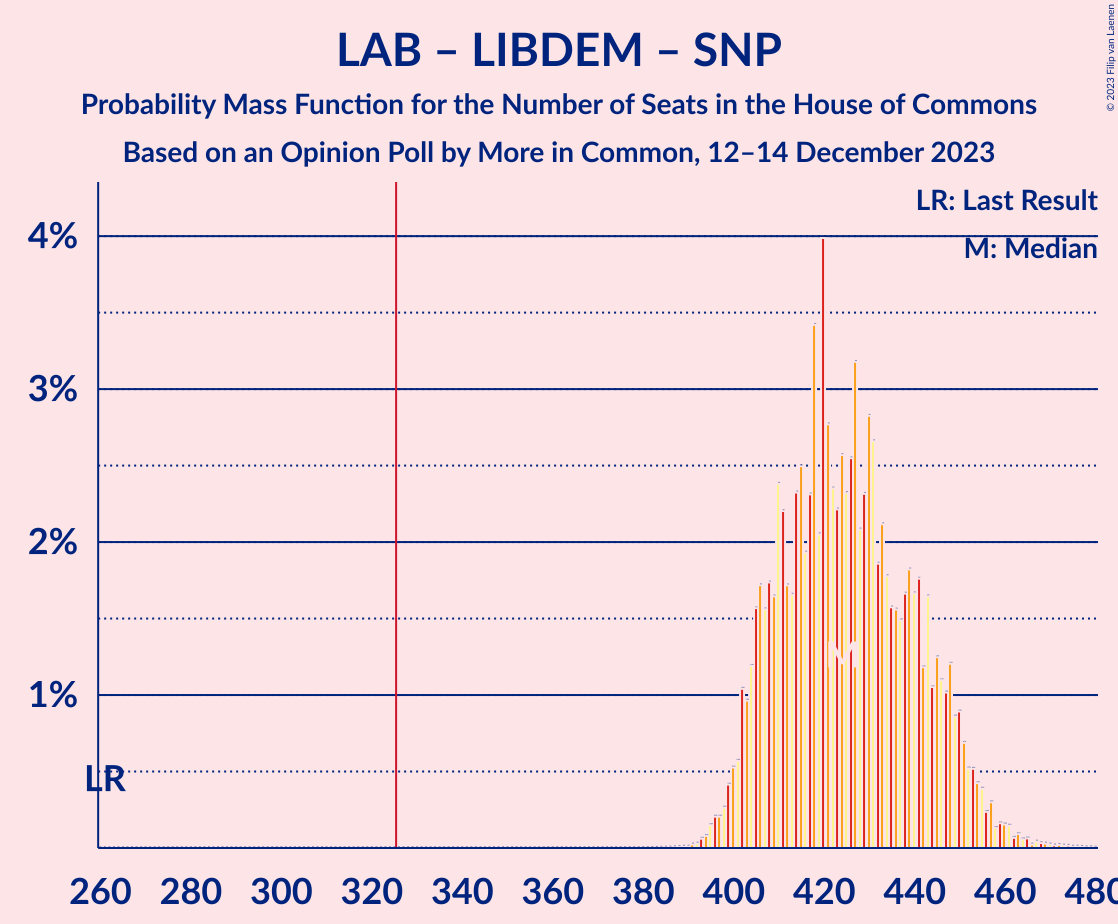 LAB – LIBDEM – SNP
Probability Mass Function for the Number of Seats in the House of Commons
Based on an Opinion Poll by More in Common, 12–14 December 2023
© 2023 Filip van Laenen
LR: Last Result
M: Median
4%
3%
2%
1%
M
LR
260 280 300 320 340 360 380 400 420 440 460 480